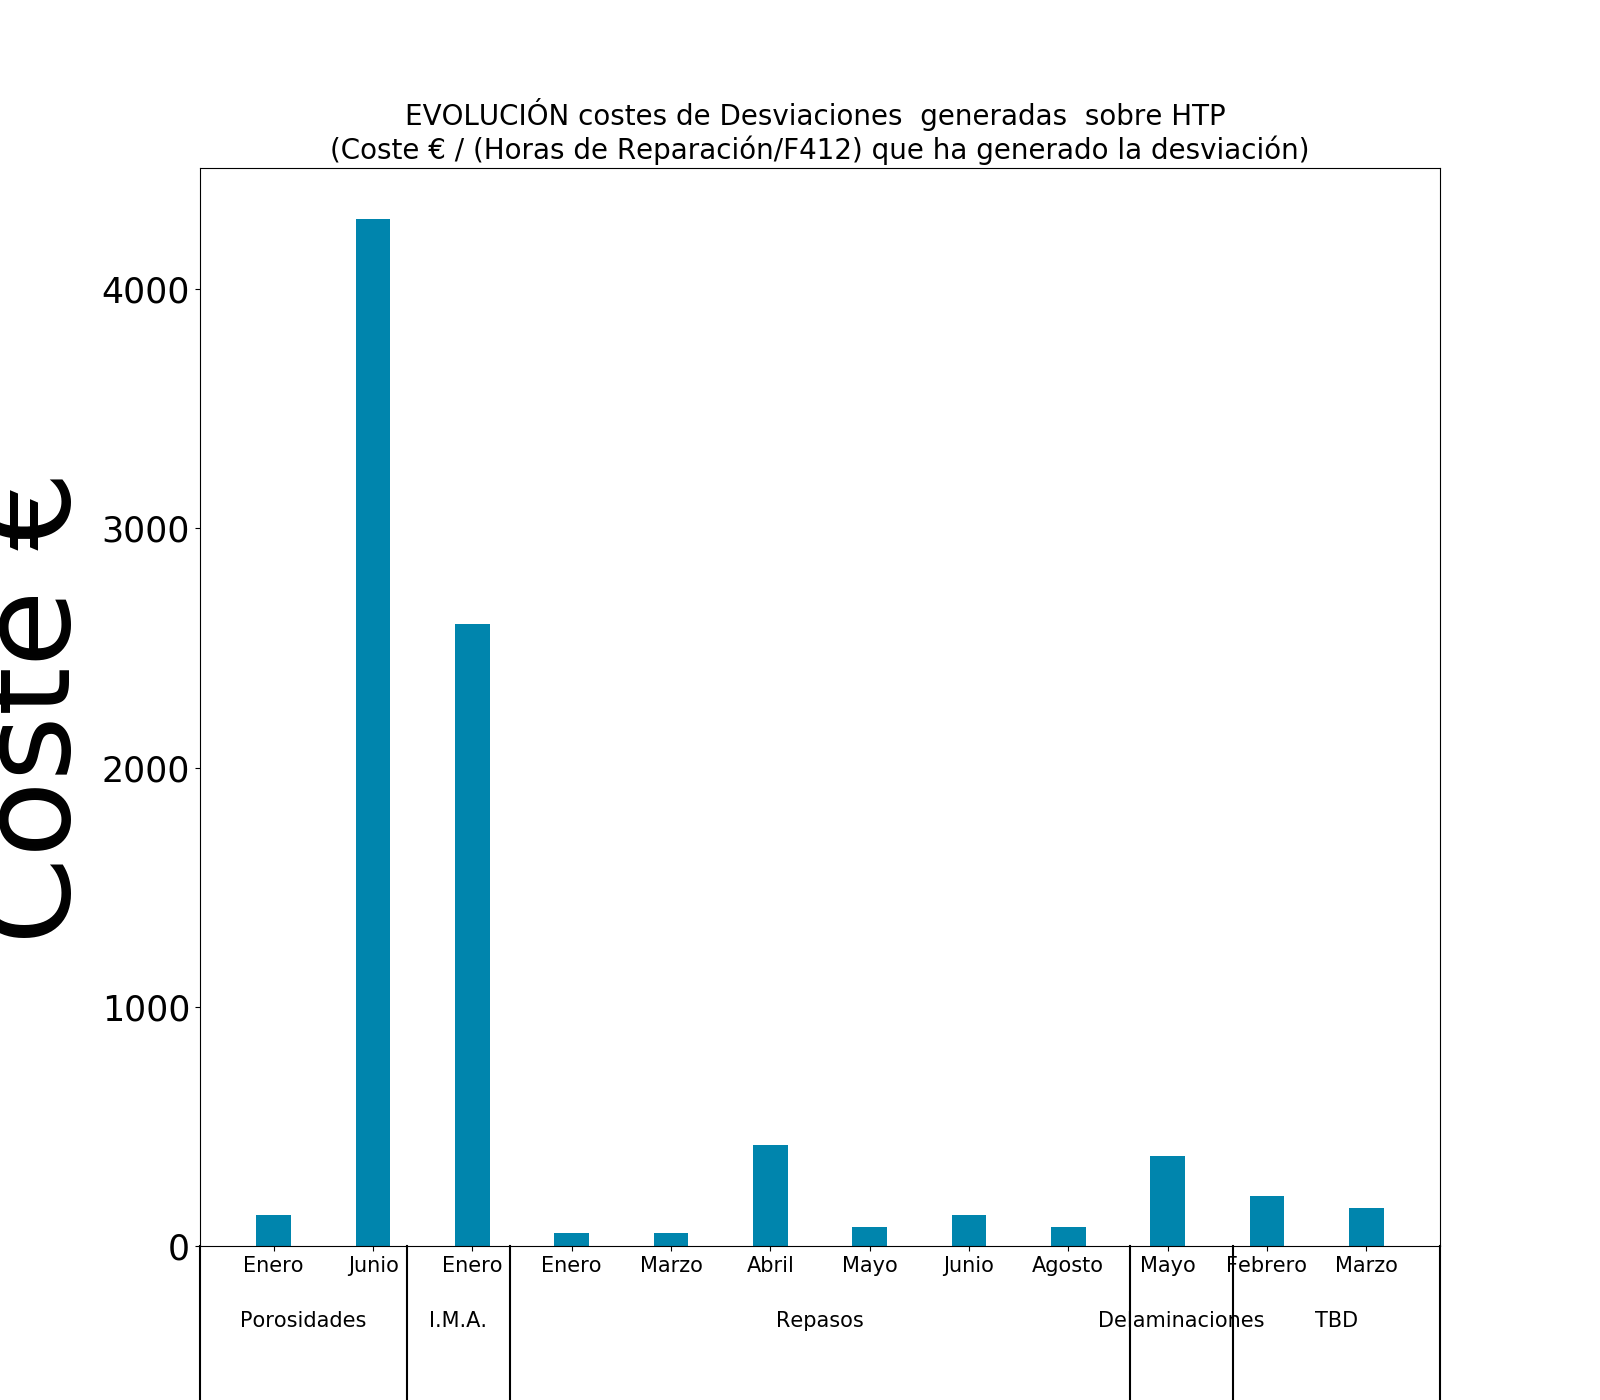 EVOLUCIÓN costes de Desviaciones  generadas  sobre HTP
(Coste € / (Horas de Reparación/F412) que ha generado la desviación)
Coste €
4000
3000
2000
1000
0
Enero Junio Enero Enero Marzo Abril Mayo Junio Agosto Mayo Febrero Marzo
Porosidades I.M.A. Repasos Delaminaciones TBD